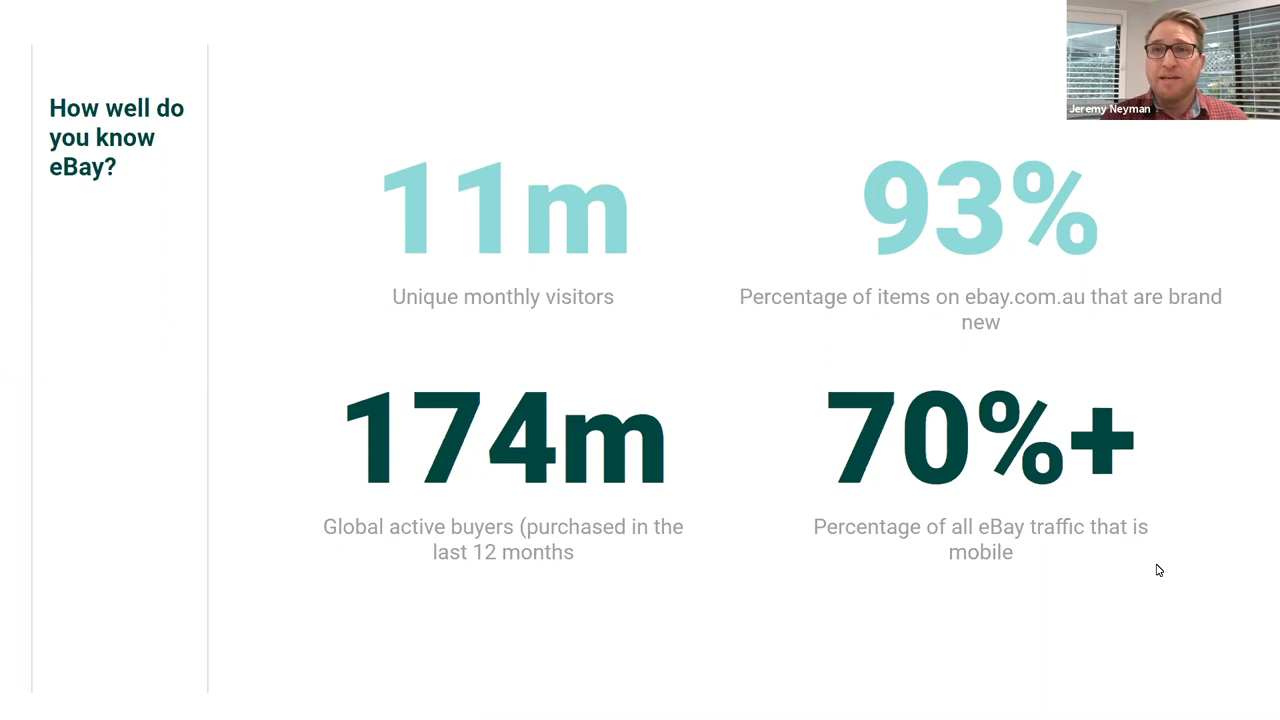 How well do
you know
eBay?
Jeremy Neyman
11m
Unique monthly visitors
93%
Percentage of items on ebay.com.au that are brand
new
174m
Global active buyers (purchased in the
last 12 months
70%+
Percentage of all eBay traffic that is
mobile